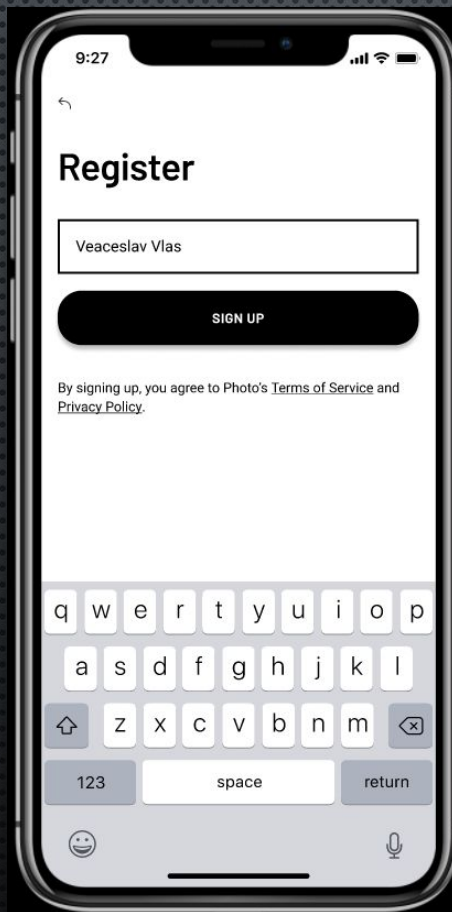 9:27
Register
Veaceslav Vlas
SIGN UP
By signing up, you agree to Photo's Terms of Service and
Privacy Policy.
q w e r t y u i o p
a s d f g h j k l
z x c v b n m
123 space return